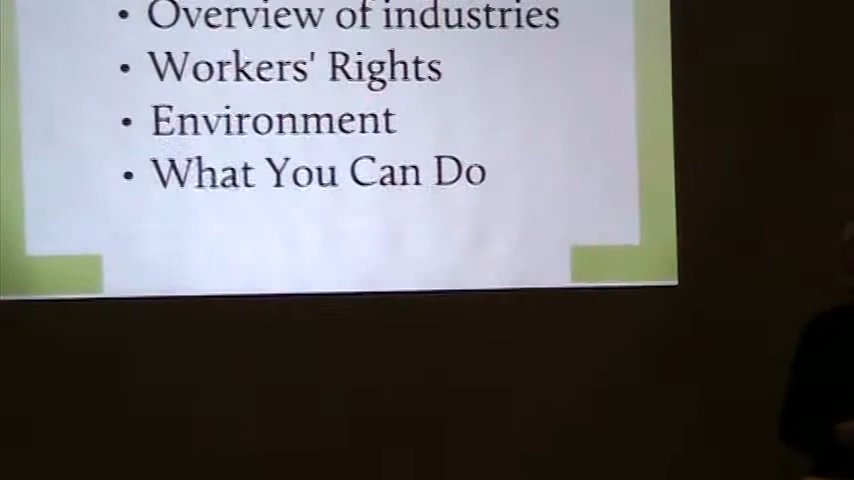 • Overview of industries
• Workers' Rights
• Environment
• What You Can Do